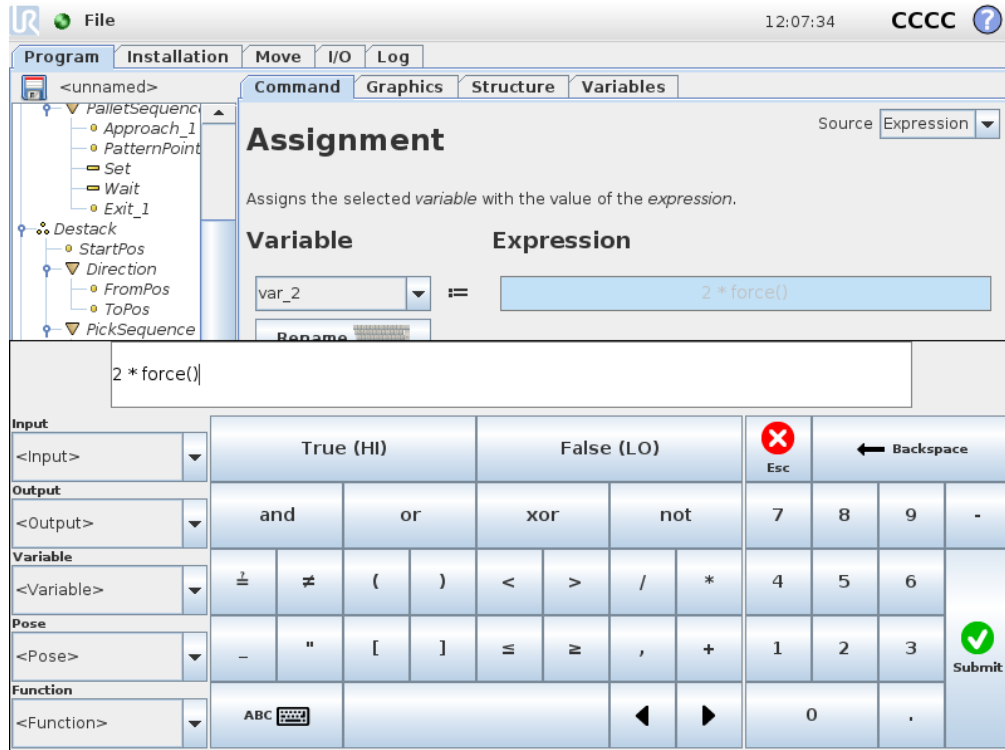 UR File 12:07:34 CCCC ?
Program Installation Move I/O Log
<unnamed> Command Graphics Structure Variables
PalletSequence
Approach_1
PatternPoint
Set
Wait
Exit_1
Destack
StartPos
Direction
FromPos
ToPos
PickSequence
Assignment
Source Expression
Assigns the selected variable with the value of the expression.
Variable Expression
var_2 := 2 * force()
Rename
2 * force()
Input
<Input> True (HI) False (LO) Esc Backspace
Output
<Output> and or xor not 7 8 9 -
Variable
<Variable> ≟ ≠ ( ) < > / * 4 5 6
Pose
<Pose> _ " [ ] ≤ ≥ , + 1 2 3 Submit
Function
<Function> ABC 0 .